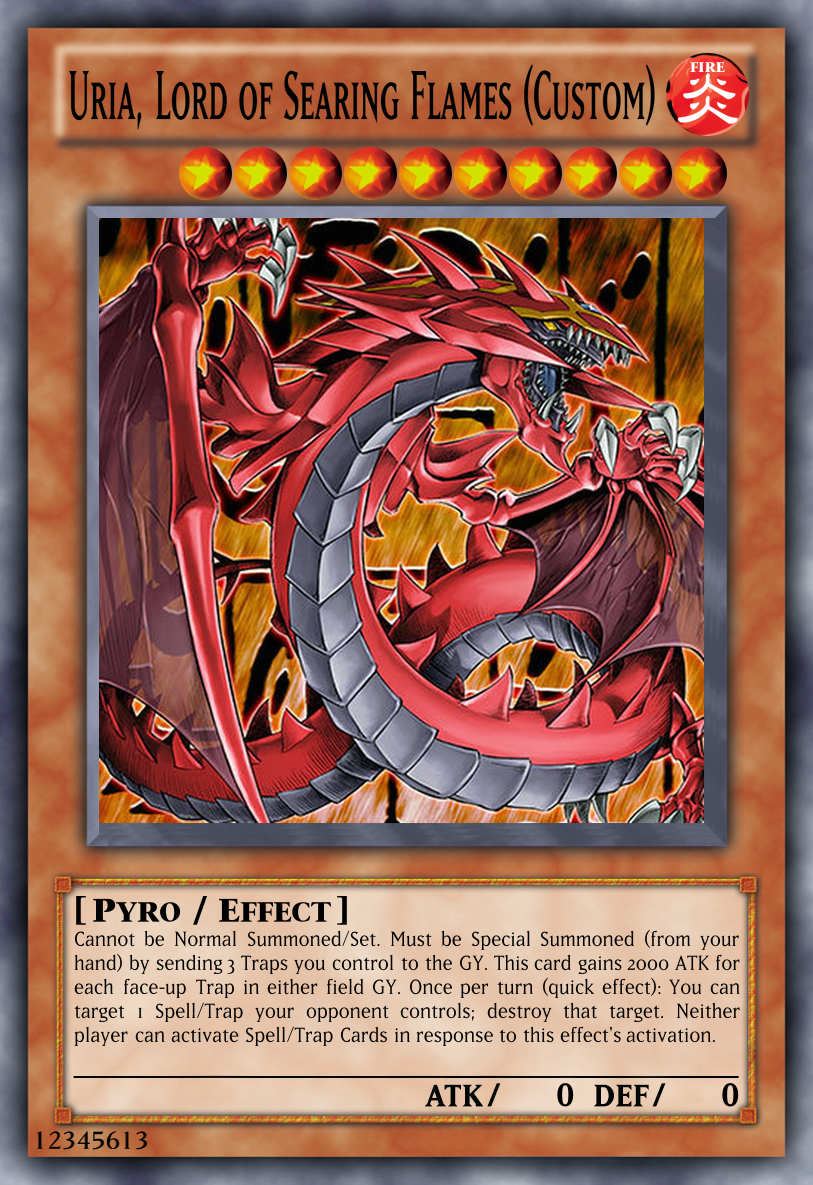 Uria, Lord of Searing Flames (Custom)
FIRE
炎
[ Pyro / Effect ]
Cannot be Normal Summoned/Set. Must be Special Summoned (from your
hand) by sending 3 Traps you control to the GY. This card gains 2000 ATK for
each face-up Trap in either field GY. Once per turn (quick effect): You can
target 1 Spell/Trap your opponent controls; destroy that target. Neither
player can activate Spell/Trap Cards in response to this effect's activation.
ATK/ 0 DEF/ 0
12345613